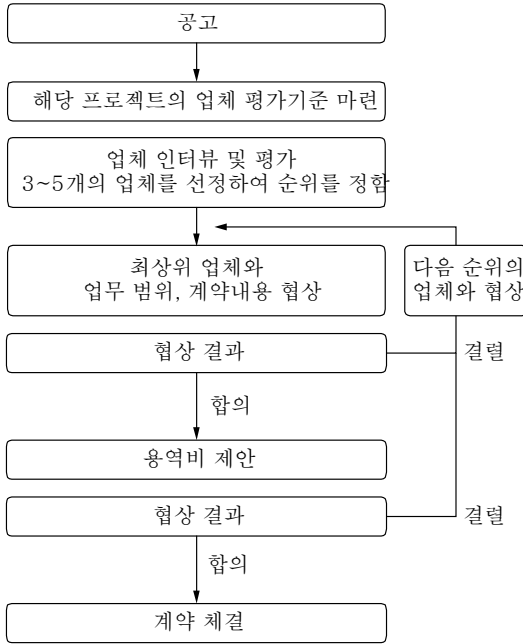 공고
해당 프로젝트의 업체 평가기준 마련
업체 인터뷰 및 평가
3~5개의 업체를 선정하여 순위를 정함
최상위 업체와
업무 범위, 계약내용 협상
다음 순위의
업체와 협상
협상 결과
결렬
합의
용역비 제안
협상 결과
결렬
합의
계약 체결